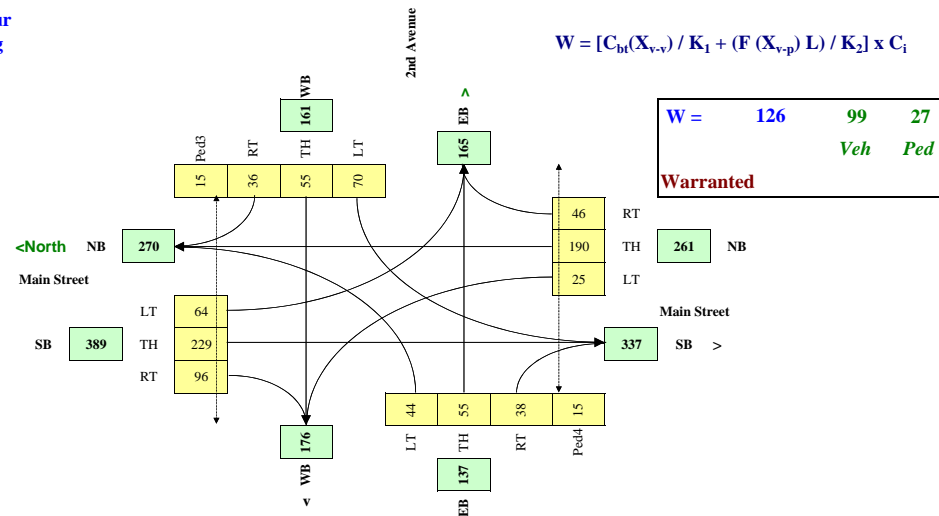 ur
g
2nd Avenue
W = [C_bt(X_v-v) / K_1 + (F (X_v-p) L) / K_2] x C_i
WB
161
EB >
165
W = 126 99 27
Veh Ped
Warranted
Ped3 RT TH LT
15 36 55 70
46 RT
<North NB 270
190 TH 261 NB
Main Street
25 LT
LT 64
Main Street
SB 389 TH 229
337 SB >
RT 96
44 55 38 15
LT TH RT Ped4
176
WB
v
137
EB